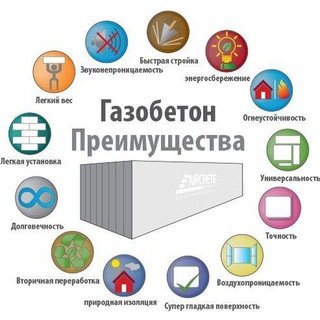 Быстрая стройка
Звуконепроницаемость
энергосбережение
Легкий вес
Огнеустойчивость
Газобетон
Преимущества
Легкая установка
Универсальность
AIRCRETE
Долговечность
Точность
Вторичная переработка
Воздухопроницаемость
природная изоляция
Супер гладкая поверхность